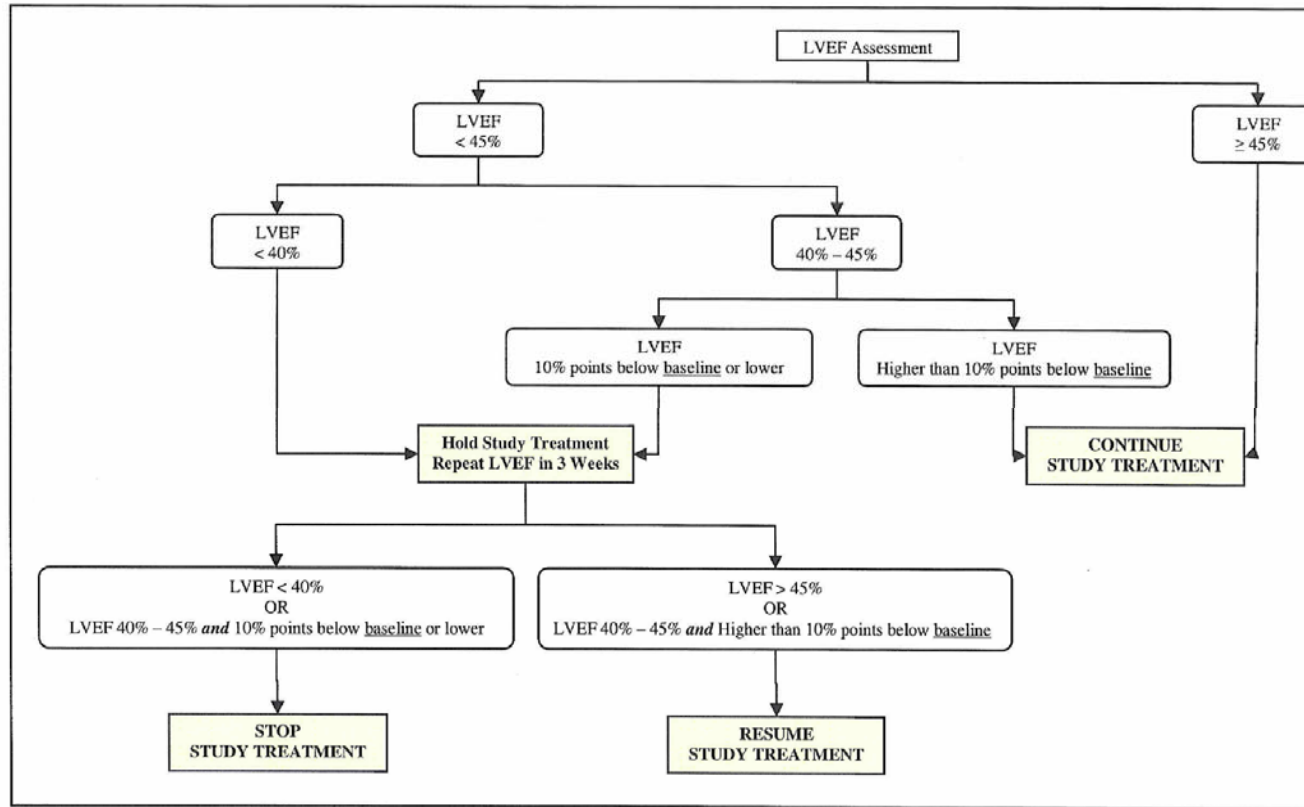 LVEF Assessment
LVEF
< 45%
LVEF
≥ 45%
LVEF
< 40%
LVEF
40% – 45%
LVEF
10% points below baseline or lower
LVEF
Higher than 10% points below baseline
Hold Study Treatment
Repeat LVEF in 3 Weeks
CONTINUE
STUDY TREATMENT
LVEF < 40%
OR
LVEF 40% – 45% and 10% points below baseline or lower
LVEF > 45%
OR
LVEF 40% – 45% and Higher than 10% points below baseline
STOP
STUDY TREATMENT
RESUME
STUDY TREATMENT